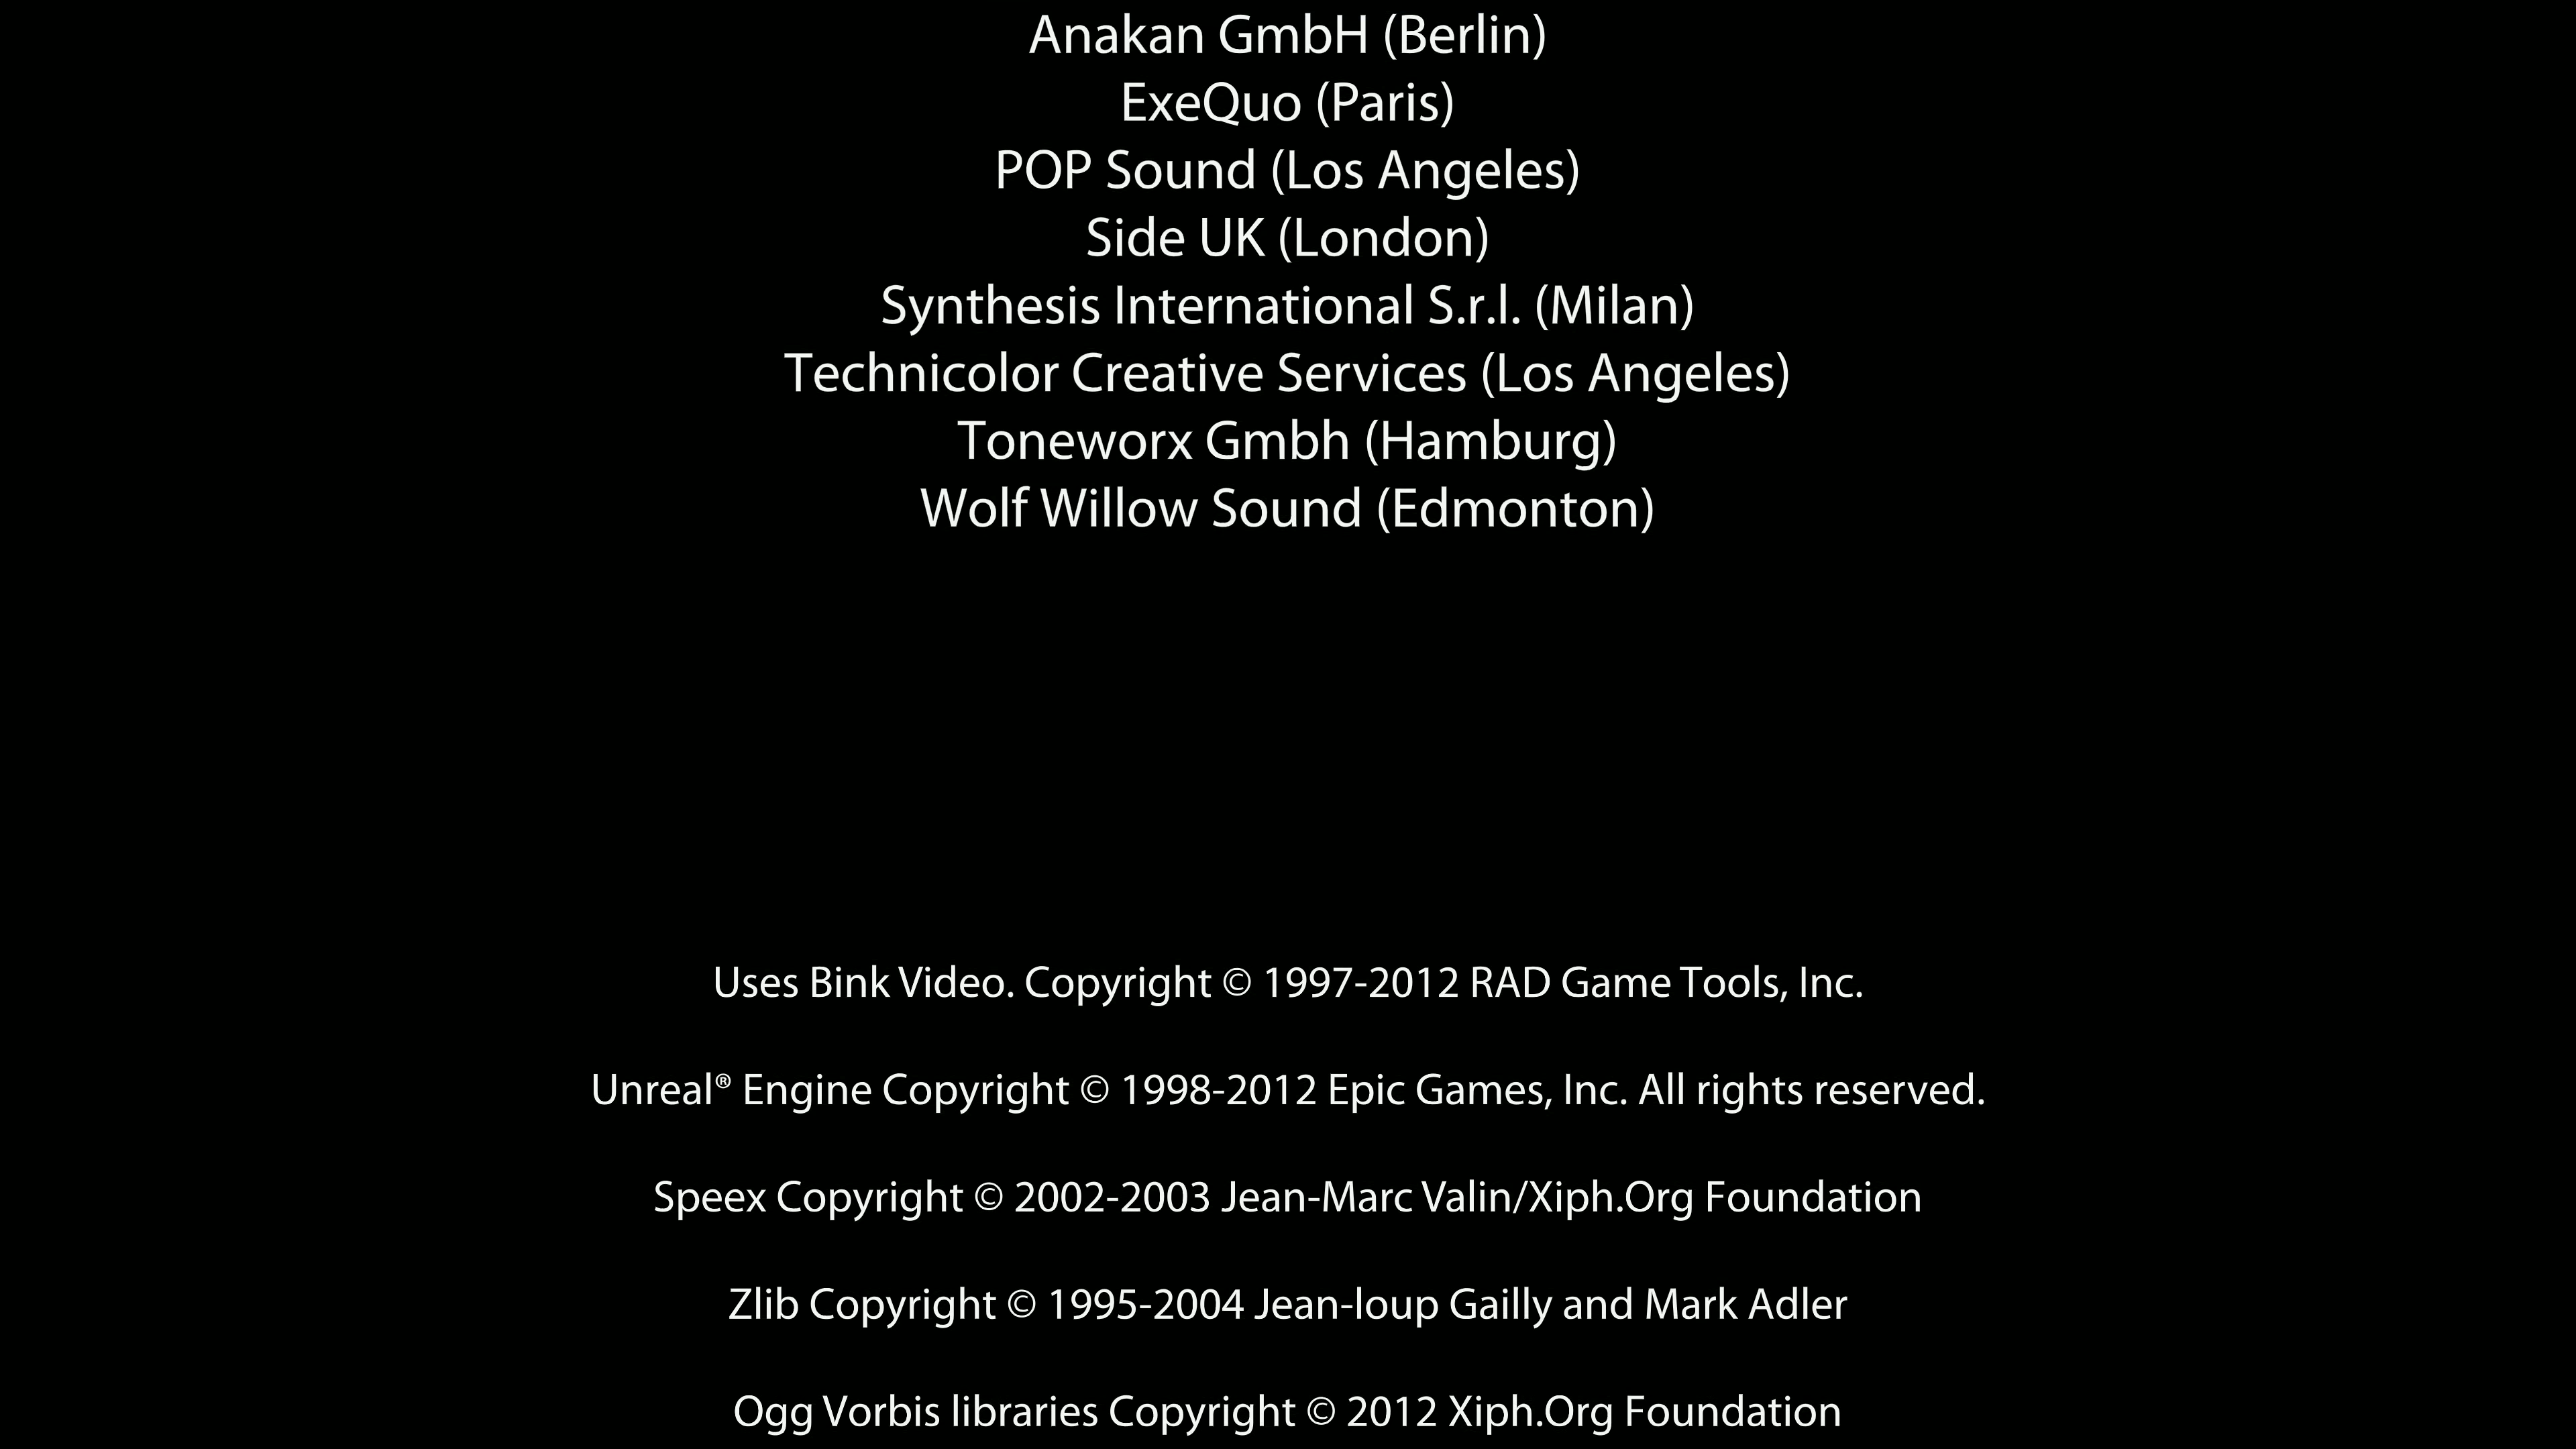 Anakan GmbH (Berlin)
ExeQuo (Paris)
POP Sound (Los Angeles)
Side UK (London)
Synthesis International S.r.l. (Milan)
Technicolor Creative Services (Los Angeles)
Toneworx Gmbh (Hamburg)
Wolf Willow Sound (Edmonton)
Uses Bink Video. Copyright © 1997-2012 RAD Game Tools, Inc.
Unreal® Engine Copyright © 1998-2012 Epic Games, Inc. All rights reserved.
Speex Copyright © 2002-2003 Jean-Marc Valin/Xiph.Org Foundation
Zlib Copyright © 1995-2004 Jean-loup Gailly and Mark Adler
Ogg Vorbis libraries Copyright © 2012 Xiph.Org Foundation